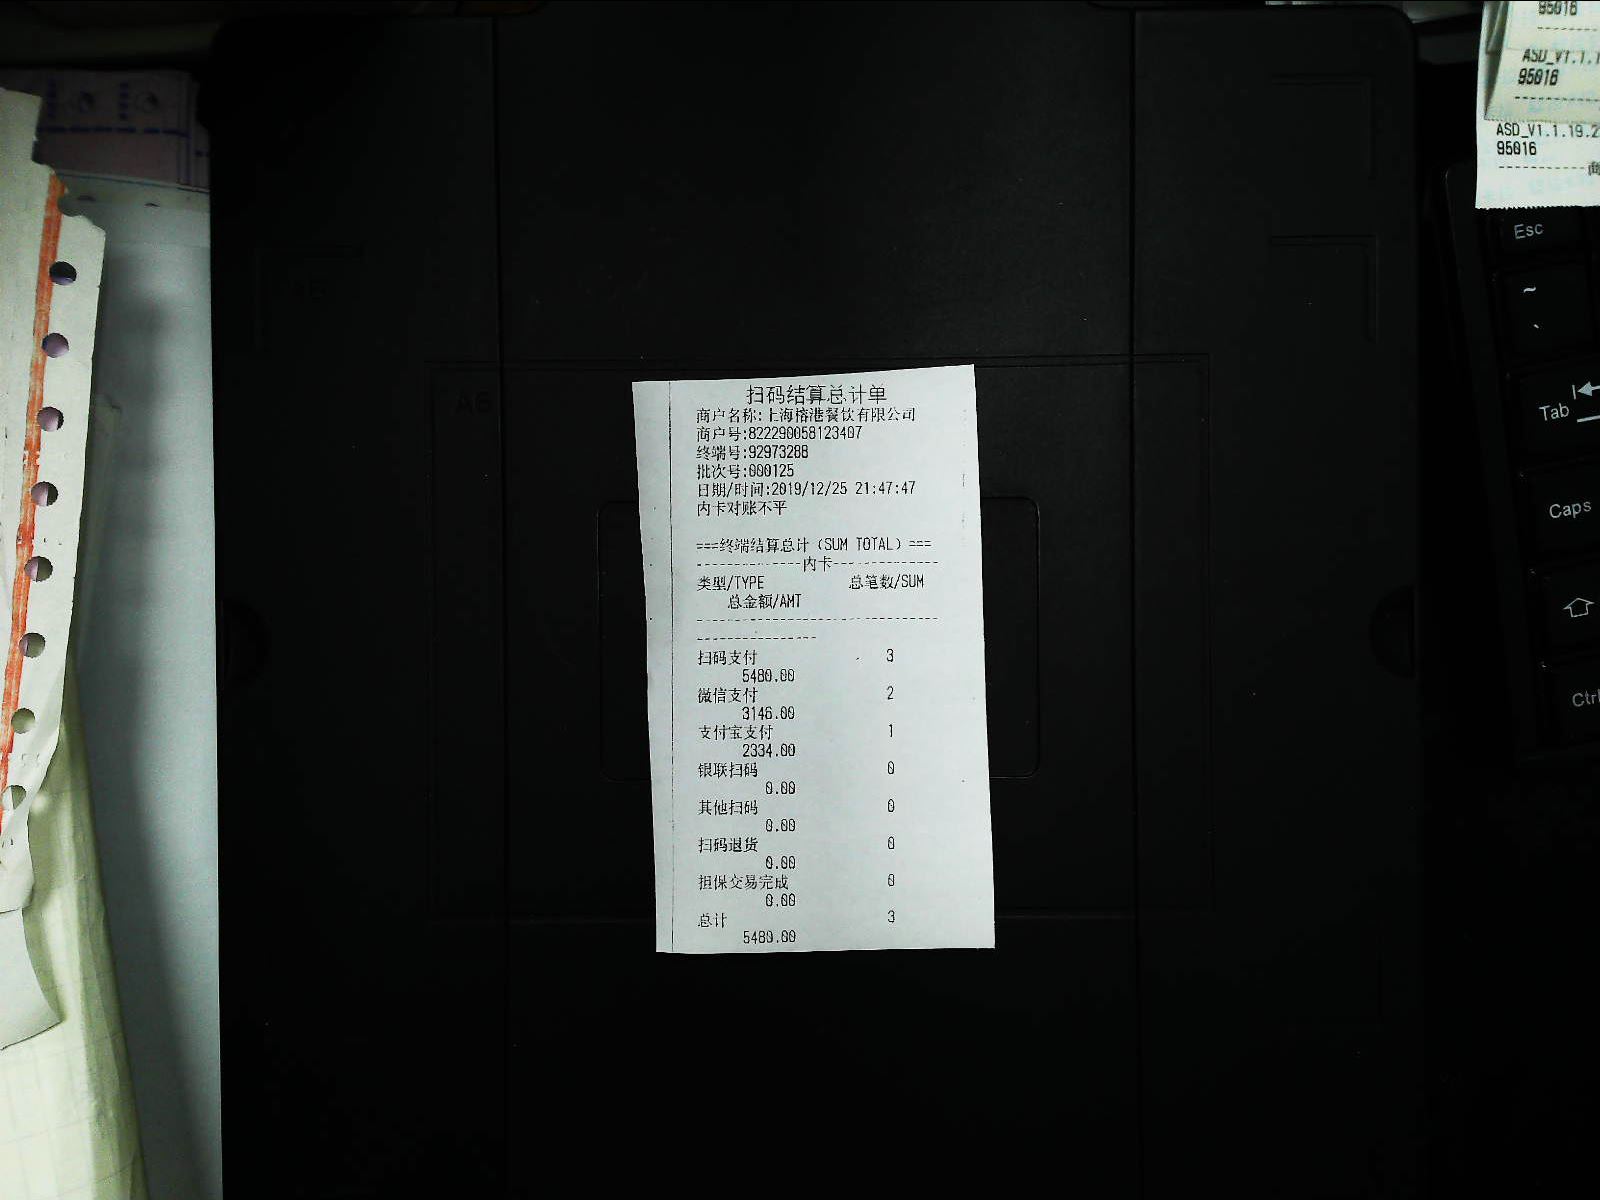 扫码结算总计单
商户名称:上海榕港餐饮有限公司
商户号:822290058123407
终端号:92973288
批次号:000125
日期/时间:2019/12/25 21:47:47
内卡对账不平
===终端结算总计（SUM TOTAL）===
--------------内卡--------------
类型/TYPE 总笔数/SUM
总金额/AMT
--------------------------------
----------------
扫码支付 3
5480.00
微信支付 2
3146.00
支付宝支付 1
2334.00
银联扫码 0
0.00
其他扫码 0
0.00
扫码退货 0
0.00
担保交易完成 0
0.00
总计 3
5480.00
95016
ASD_V1.1.1
95016
ASD_V1.1.19.2
95016
Esc
~
Tab
Caps
Ctrl
A6